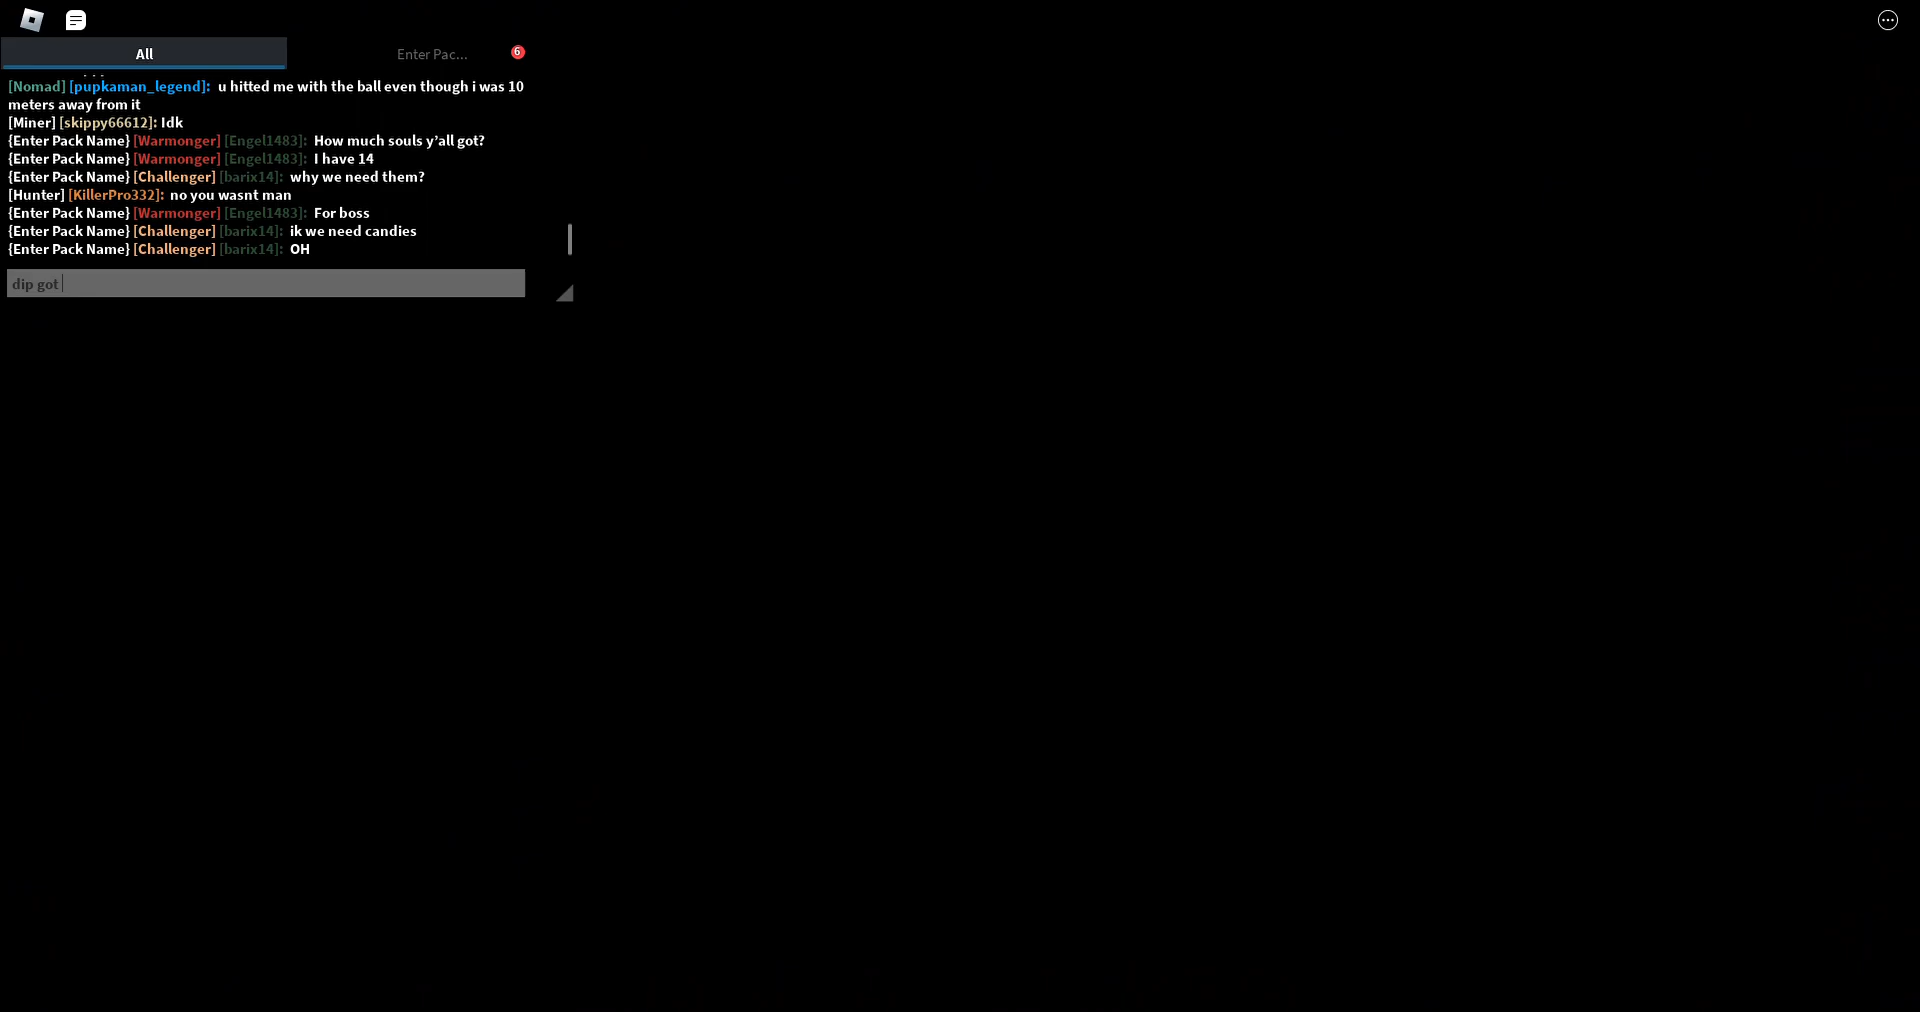 All
Enter Pac...
6
[Nomad] [pupkaman_legend]: u hitted me with the ball even though i was 10
meters away from it
[Miner] [skippy66612]: Idk
{Enter Pack Name} [Warmonger] [Engel1483]: How much souls y’all got?
{Enter Pack Name} [Warmonger] [Engel1483]: I have 14
{Enter Pack Name} [Challenger] [barix14]: why we need them?
[Hunter] [KillerPro332]: no you wasnt man
{Enter Pack Name} [Warmonger] [Engel1483]: For boss
{Enter Pack Name} [Challenger] [barix14]: ik we need candies
{Enter Pack Name} [Challenger] [barix14]: OH
dip got